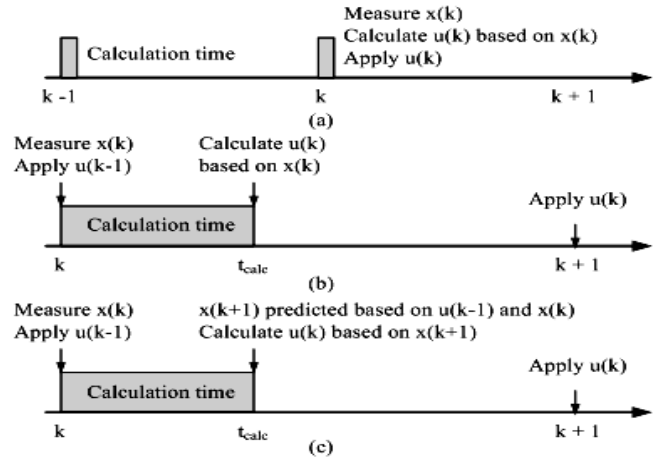 Measure x(k)
Calculation time
Calculate u(k) based on x(k)
Apply u(k)
k -1
k
k + 1
(a)
Measure x(k)
Calculate u(k)
Apply u(k-1)
based on x(k)
Apply u(k)
Calculation time
k
tcalc
k + 1
(b)
Measure x(k)
x(k+1) predicted based on u(k-1) and x(k)
Apply u(k-1)
Calculate u(k) based on x(k+1)
Apply u(k)
Calculation time
k
tcalc
k + 1
(c)